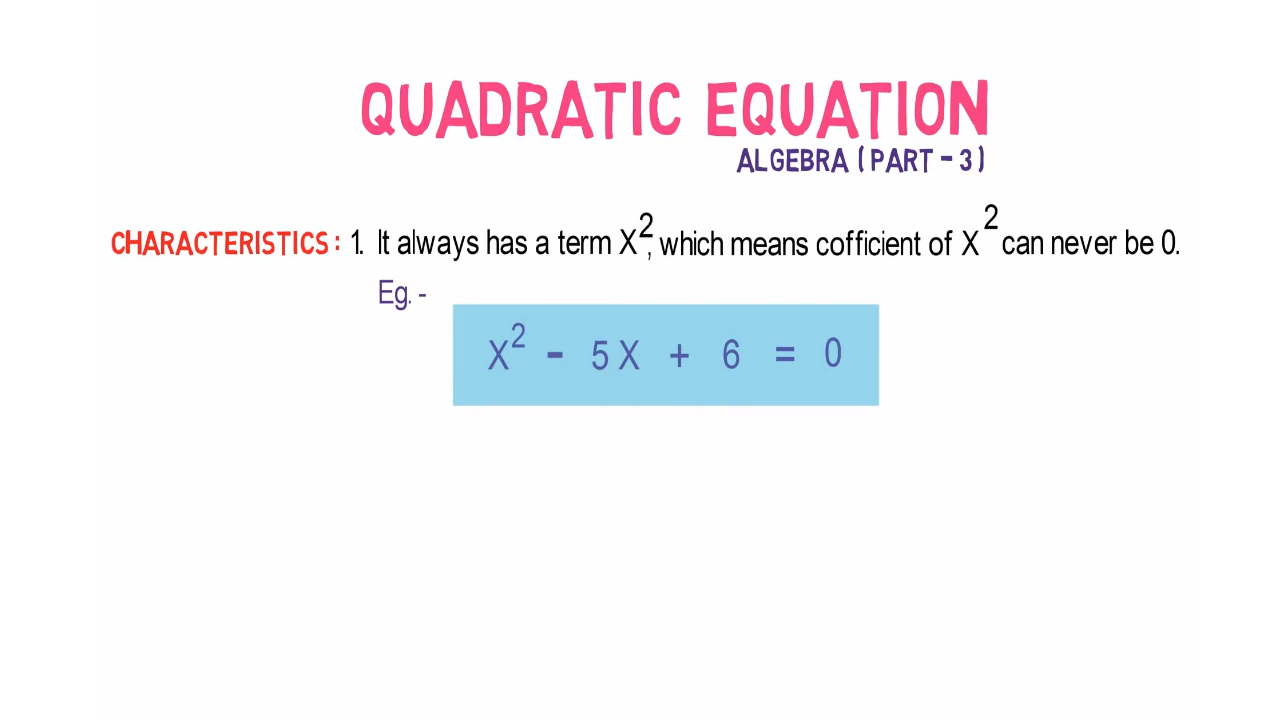 QUADRATIC EQUATION
ALGEBRA ( PART - 3 )
CHARACTERISTICS : 1. It always has a term X², which means cofficient of X² can never be 0.
Eg. -
X² - 5X + 6 = 0